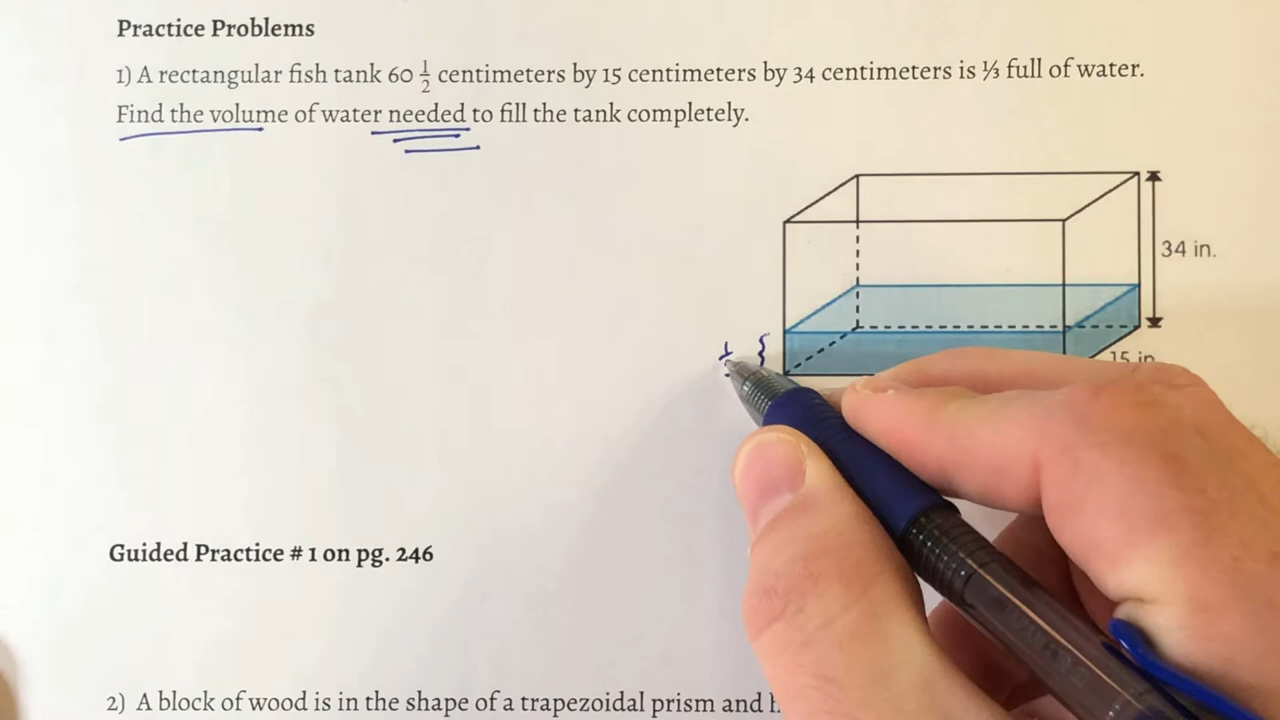 Practice Problems
1) A rectangular fish tank 60 1/2 centimeters by 15 centimeters by 34 centimeters is ⅓ full of water.
Find the volume of water needed to fill the tank completely.
34 in.
15 in
Guided Practice # 1 on pg. 246
2) A block of wood is in the shape of a trapezoidal prism and